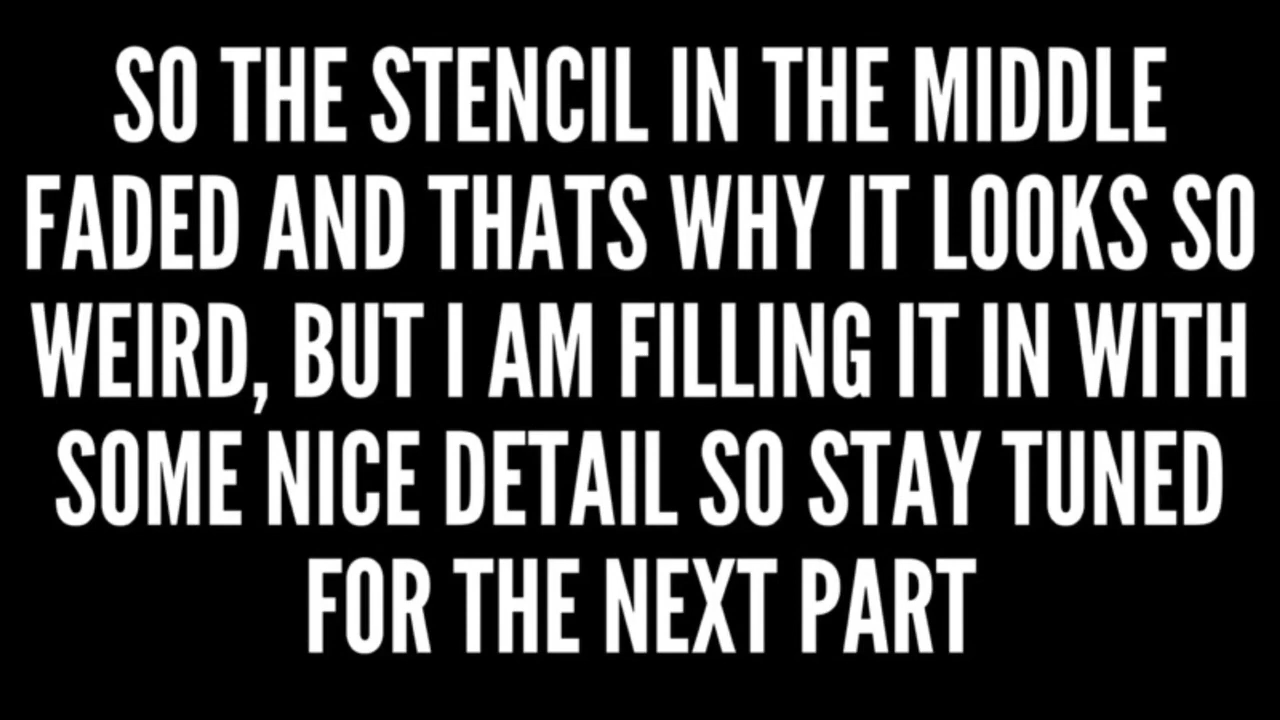 SO THE STENCIL IN THE MIDDLE
FADED AND THATS WHY IT LOOKS SO
WEIRD, BUT I AM FILLING IT IN WITH
SOME NICE DETAIL SO STAY TUNED
FOR THE NEXT PART